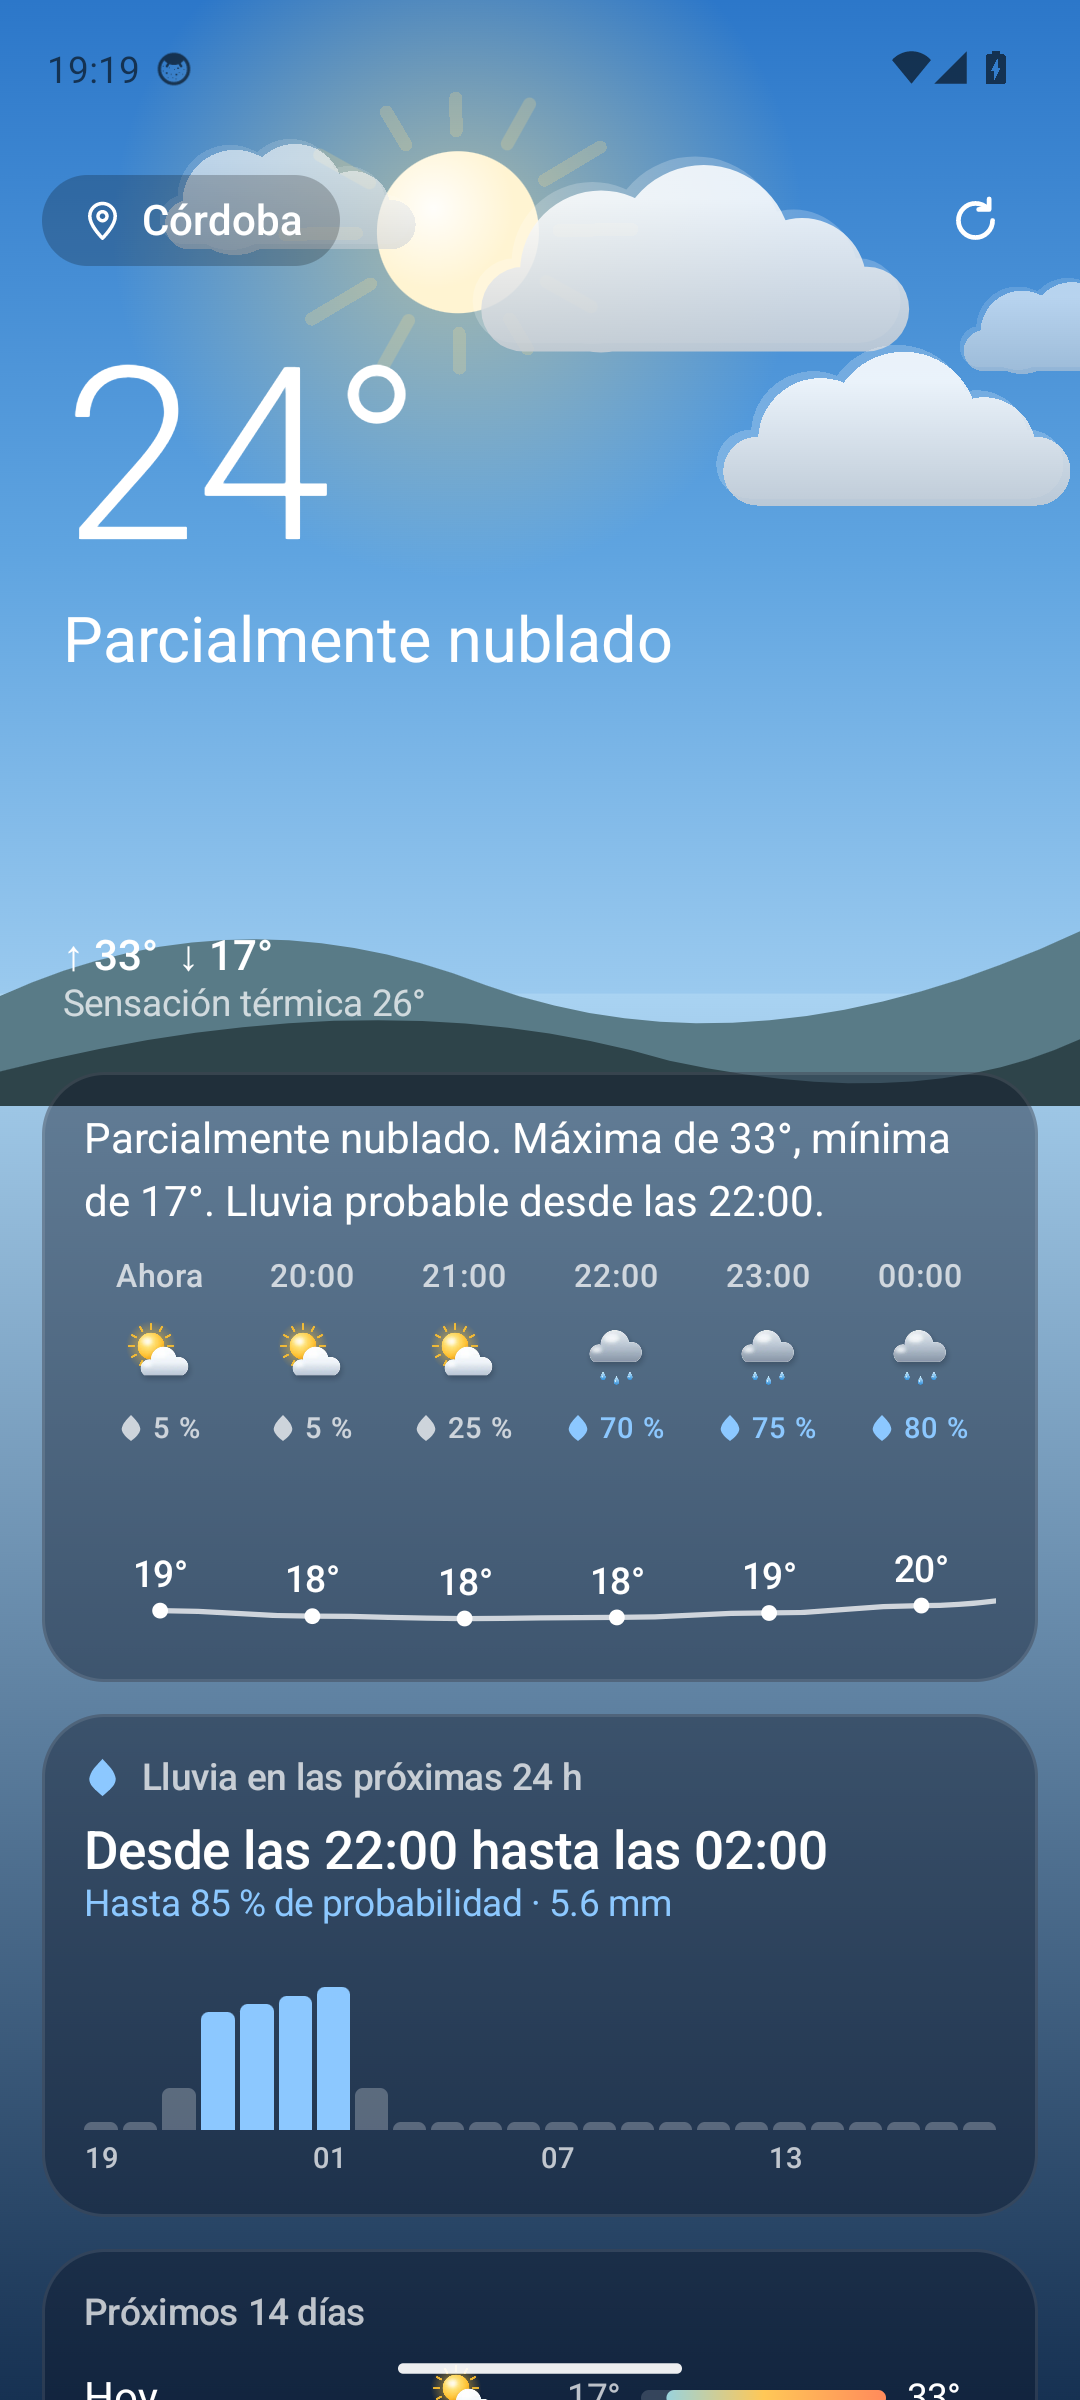 19:19
Córdoba
24°
Parcialmente nublado
↑ 33° ↓ 17°
Sensación térmica 26°
Parcialmente nublado. Máxima de 33°, mínima
de 17°. Lluvia probable desde las 22:00.
Ahora 20:00 21:00 22:00 23:00 00:00
5 % 5 % 25 % 70 % 75 % 80 %
19° 18° 18° 18° 19° 20°
Lluvia en las próximas 24 h
Desde las 22:00 hasta las 02:00
Hasta 85 % de probabilidad · 5.6 mm
19 01 07 13
Próximos 14 días
Hoy 17° 33°